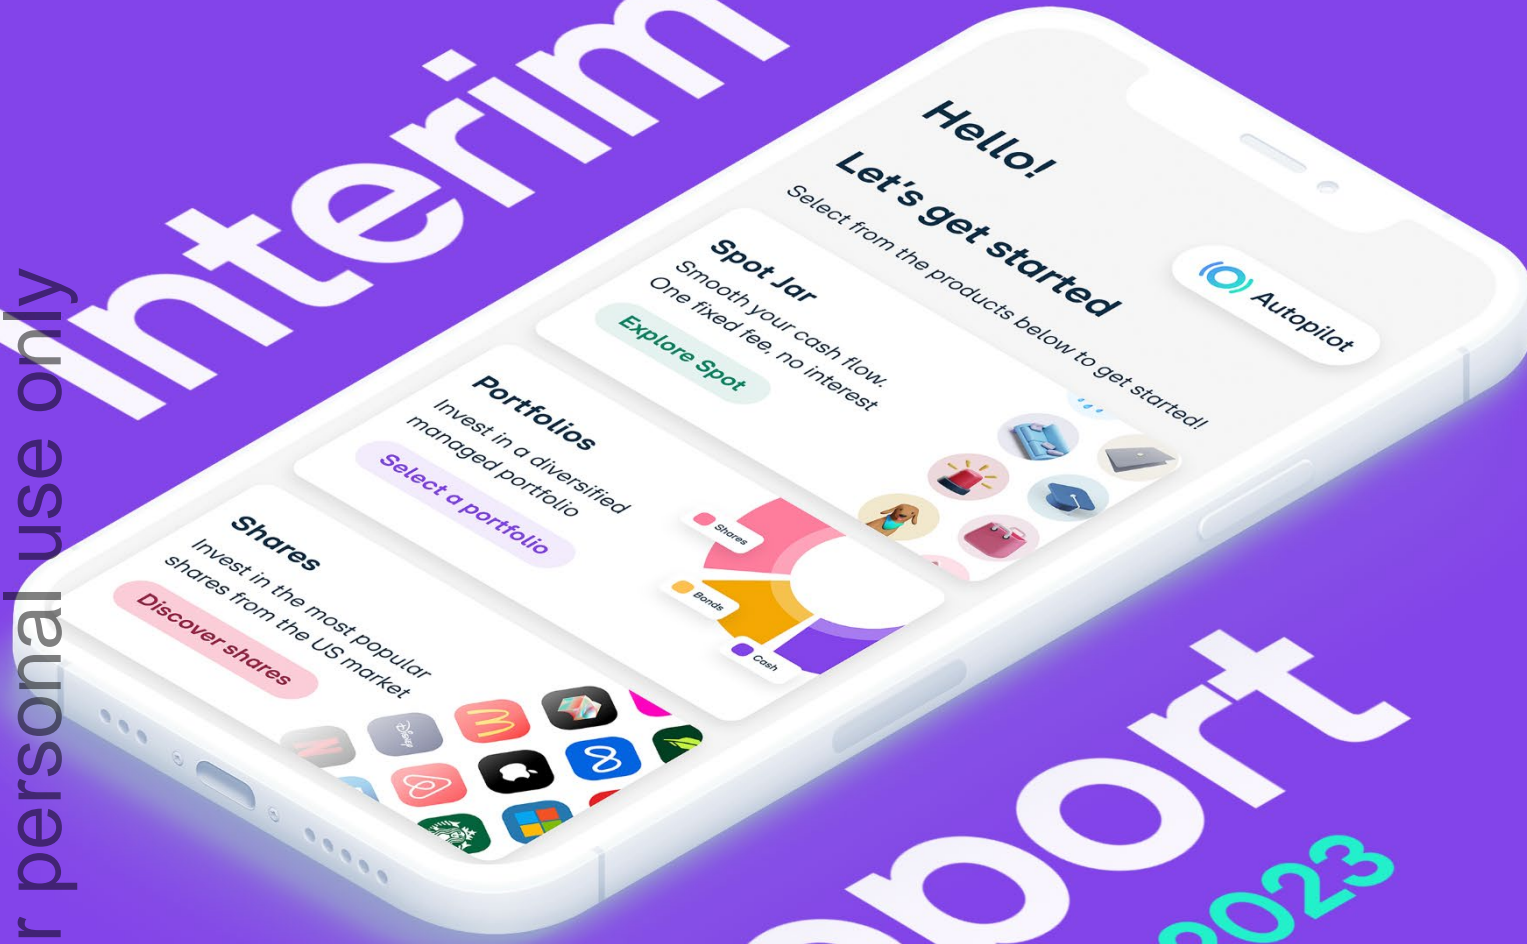 Interim
Hello!
Let's get started
Select from the products below to get started!
Autopilot
Spot Jar
Smooth your cash flow.
One fixed fee, no interest
Explore Spot
Portfolios
Invest in a diversified
managed portfolio
Select a portfolio
Shares
Bonds
Cash
Shares
Invest in the most popular
shares from the US market
Discover shares
Disney
port
2023
r personal use only